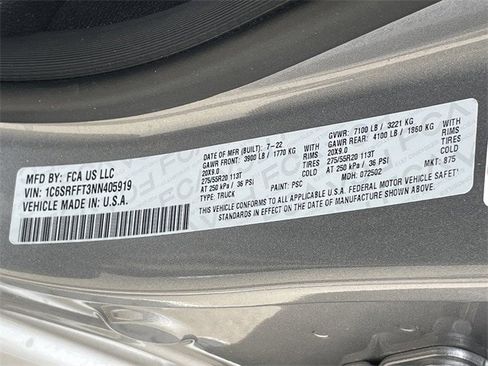 MFD BY: FCA US LLC
VIN: 1C6SRFFT3NN405919
VEHICLE MADE IN: U.S.A.
DATE OF MFR (BUILT): 7-22
GAWR FRONT: 3900 LB / 1770 KG
20X9.0 RIMS
275/55R20 113T TIRES
AT 250 kPa ( 36 PSI ) COLD
TYPE: TRUCK PAINT: PSC
GVWR: 7100 LB / 3221 KG
GAWR REAR: 4100 LB / 1860 KG
20X9.0 RIMS
275/55R20 113T TIRES
AT 250 kPa ( 36 PSI ) COLD
MDH: 072502 MKT: 875
THIS VEHICLE CONFORMS TO ALL APPLICABLE FEDERAL MOTOR VEHICLE SAFETY
STANDARDS IN EFFECT ON THE DATE OF MANUFACTURE SHOWN ABOVE.